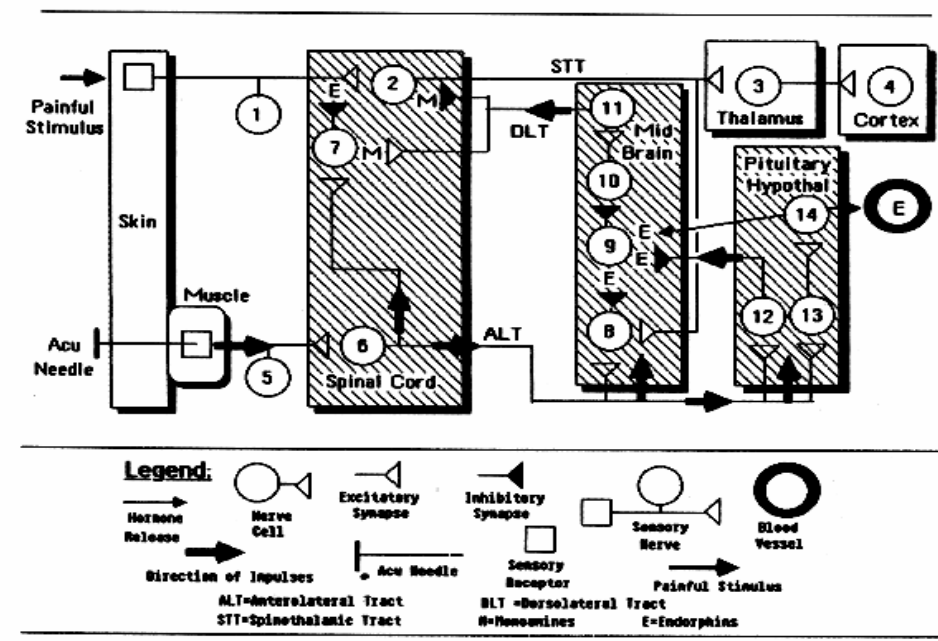 Painful
Stimulus
Skin
Acu
Needle
Muscle
1
2
E
M
7
M
5
6
Spinal Cord
STT
DLT
ALT
11
Mid
Brain
10
9
E
E
E
8
3
Thalamus
4
Cortex
Pituitary
Hypothal
14
12
13
E
Legend:
Hormone
Release
Nerve
Cell
Excitatory
Synapse
Inhibitory
Synapse
Sensory
Nerve
Blood
Vessel
Direction of Impulses
Acu Needle
Sensory
Receptor
Painful Stimulus
ALT=Anterolateral Tract
DLT =Dorsolateral Tract
STT=Spinothalamic Tract
M=Monoamines
E=Endorphins